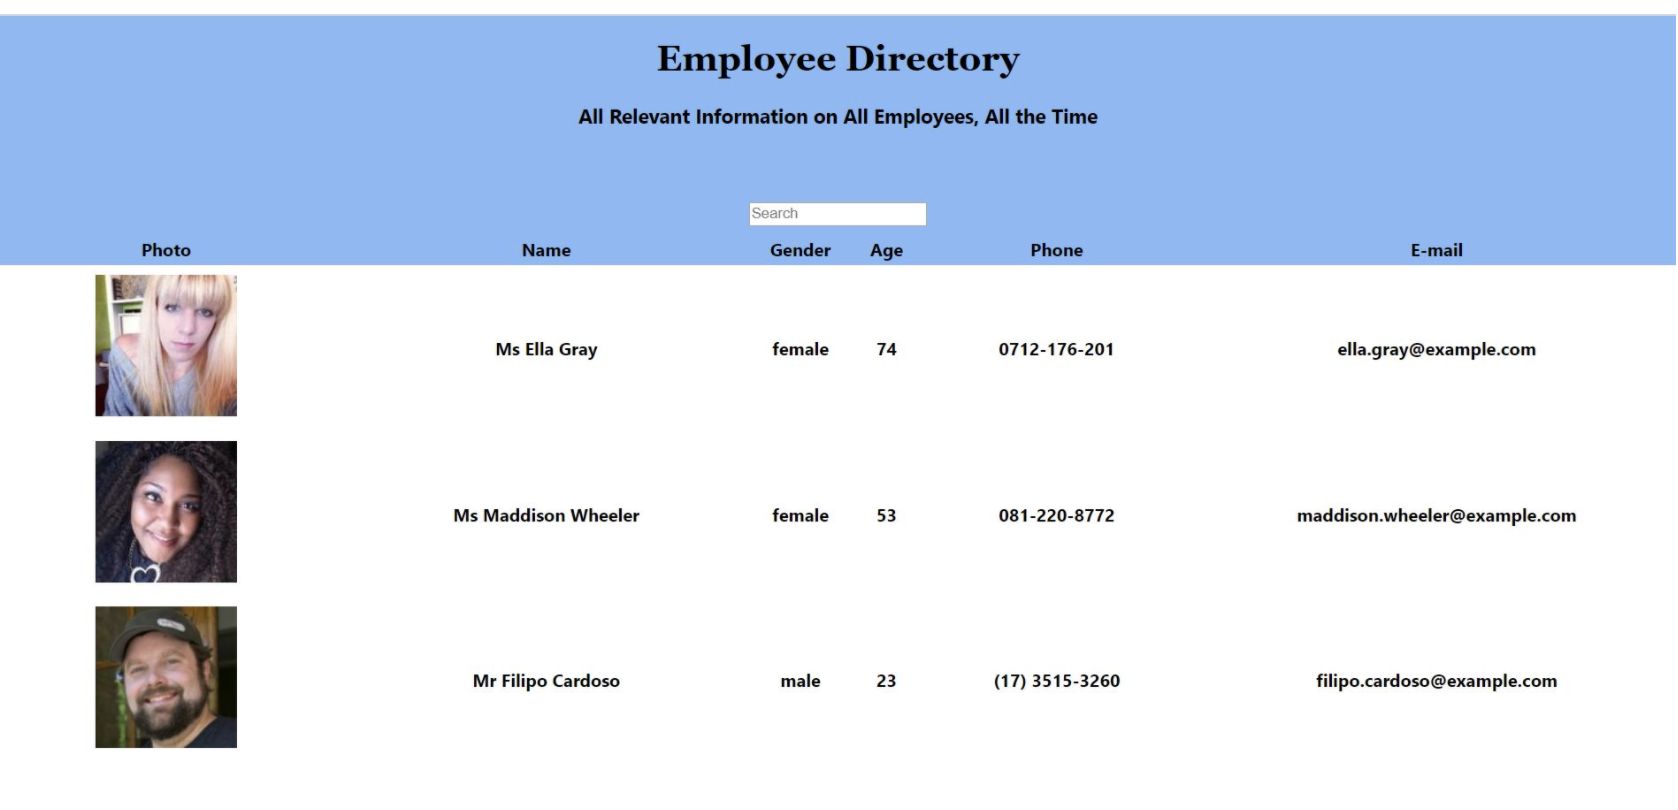 Employee Directory
All Relevant Information on All Employees, All the Time
Search
Photo Name Gender Age Phone E-mail
Ms Ella Gray female 74 0712-176-201 ella.gray@example.com
Ms Maddison Wheeler female 53 081-220-8772 maddison.wheeler@example.com
Mr Filipo Cardoso male 23 (17) 3515-3260 filipo.cardoso@example.com